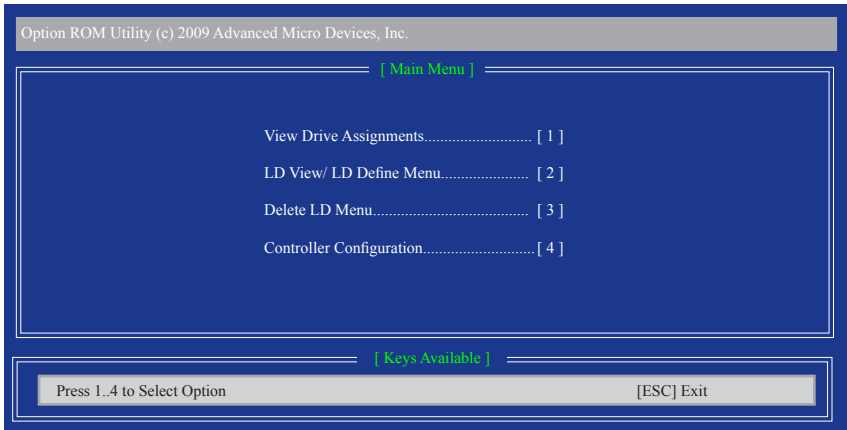 Option ROM Utility (c) 2009 Advanced Micro Devices, Inc.
[ Main Menu ]
View Drive Assignments........................... [ 1 ]
LD View/ LD Define Menu...................... [ 2 ]
Delete LD Menu....................................... [ 3 ]
Controller Configuration............................[ 4 ]
[ Keys Available ]
Press 1..4 to Select Option [ESC] Exit